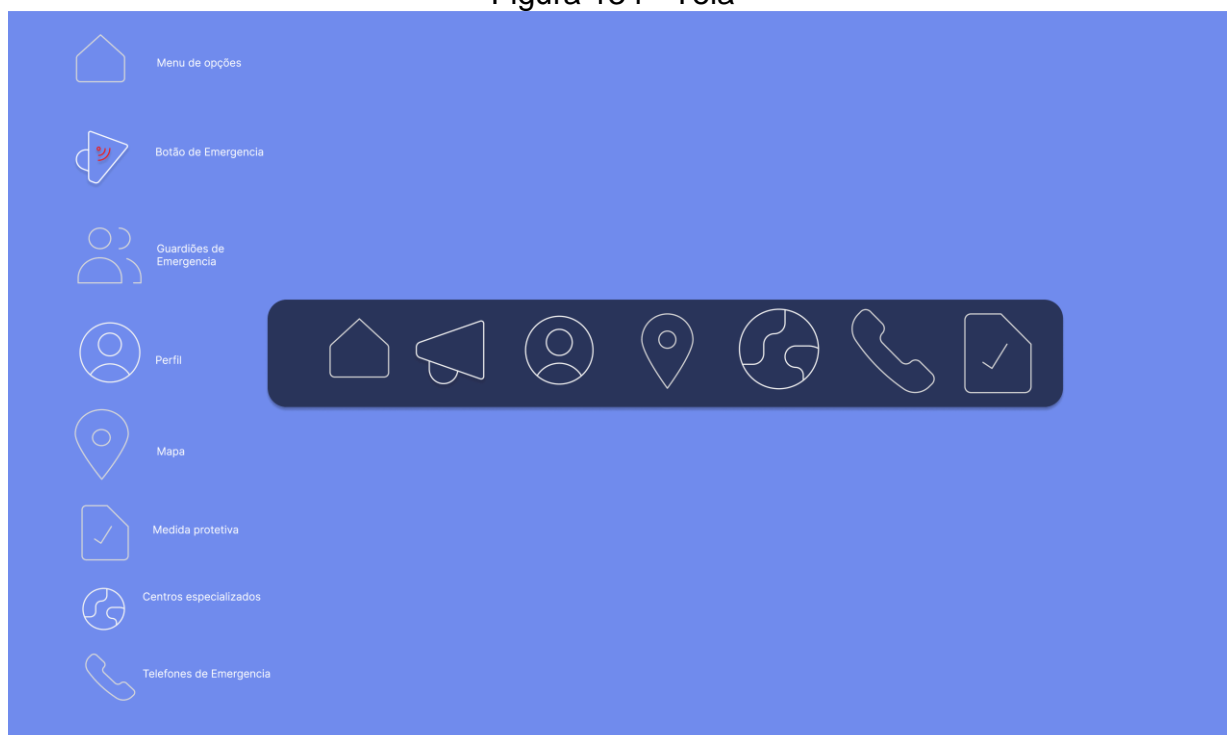 Menu de opções
Botão de Emergencia
Guardiões de
Emergencia
Perfil
Mapa
Medida protetiva
Centros especializados
Telefones de Emergencia